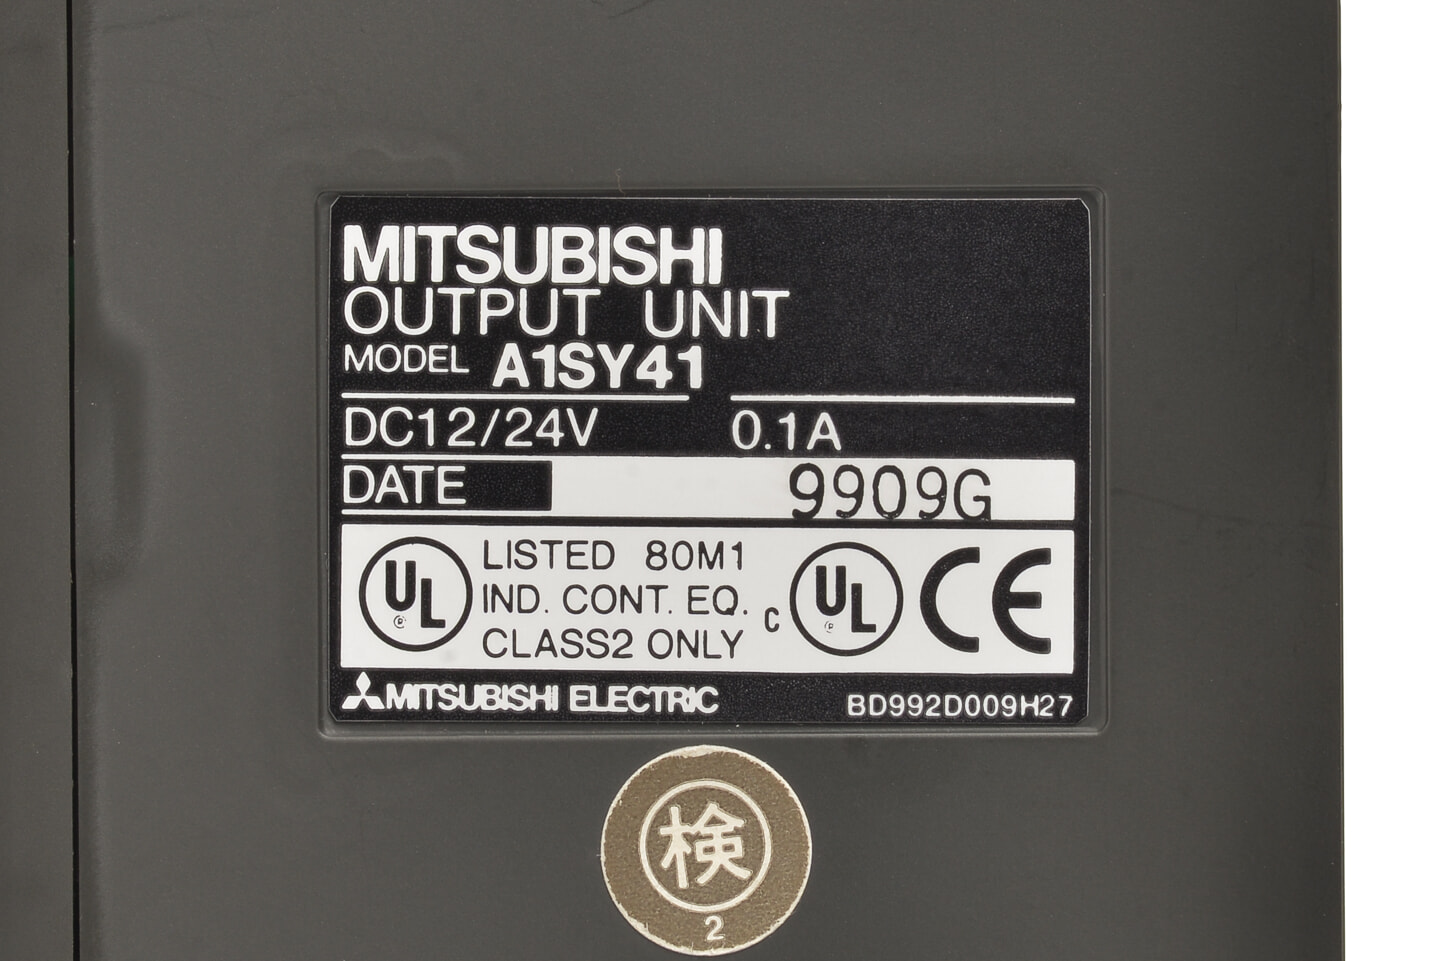 MITSUBISHI
OUTPUT UNIT
MODEL A1SY41
DC12/24V 0.1A
DATE 9909G
UL ® LISTED 80M1
IND. CONT. EQ.
CLASS2 ONLY
c UL ® CE
MITSUBISHI ELECTRIC BD992D009H27
検
2